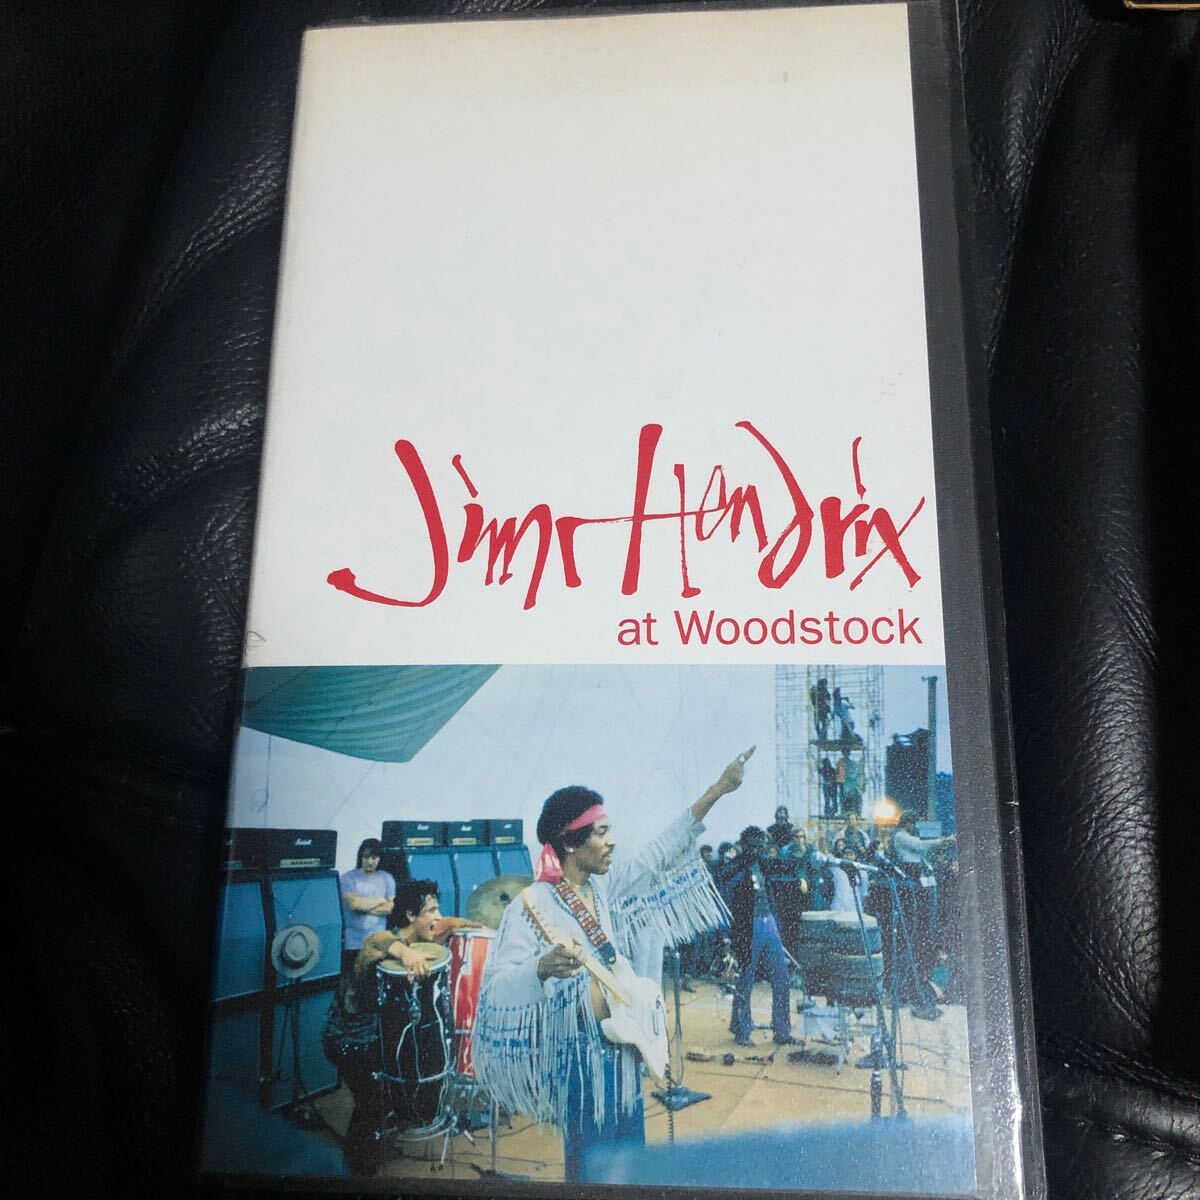 Jimi Hendrix
at Woodstock